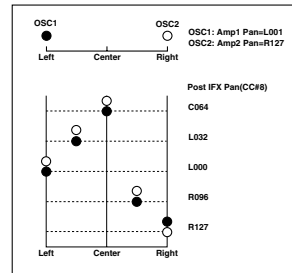 OSC1 OSC2
OSC1: Amp1 Pan=L001
OSC2: Amp2 Pan=R127
Left Center Right
Post IFX Pan(CC#8)
C064
L032
L000
R096
R127
Left Center Right